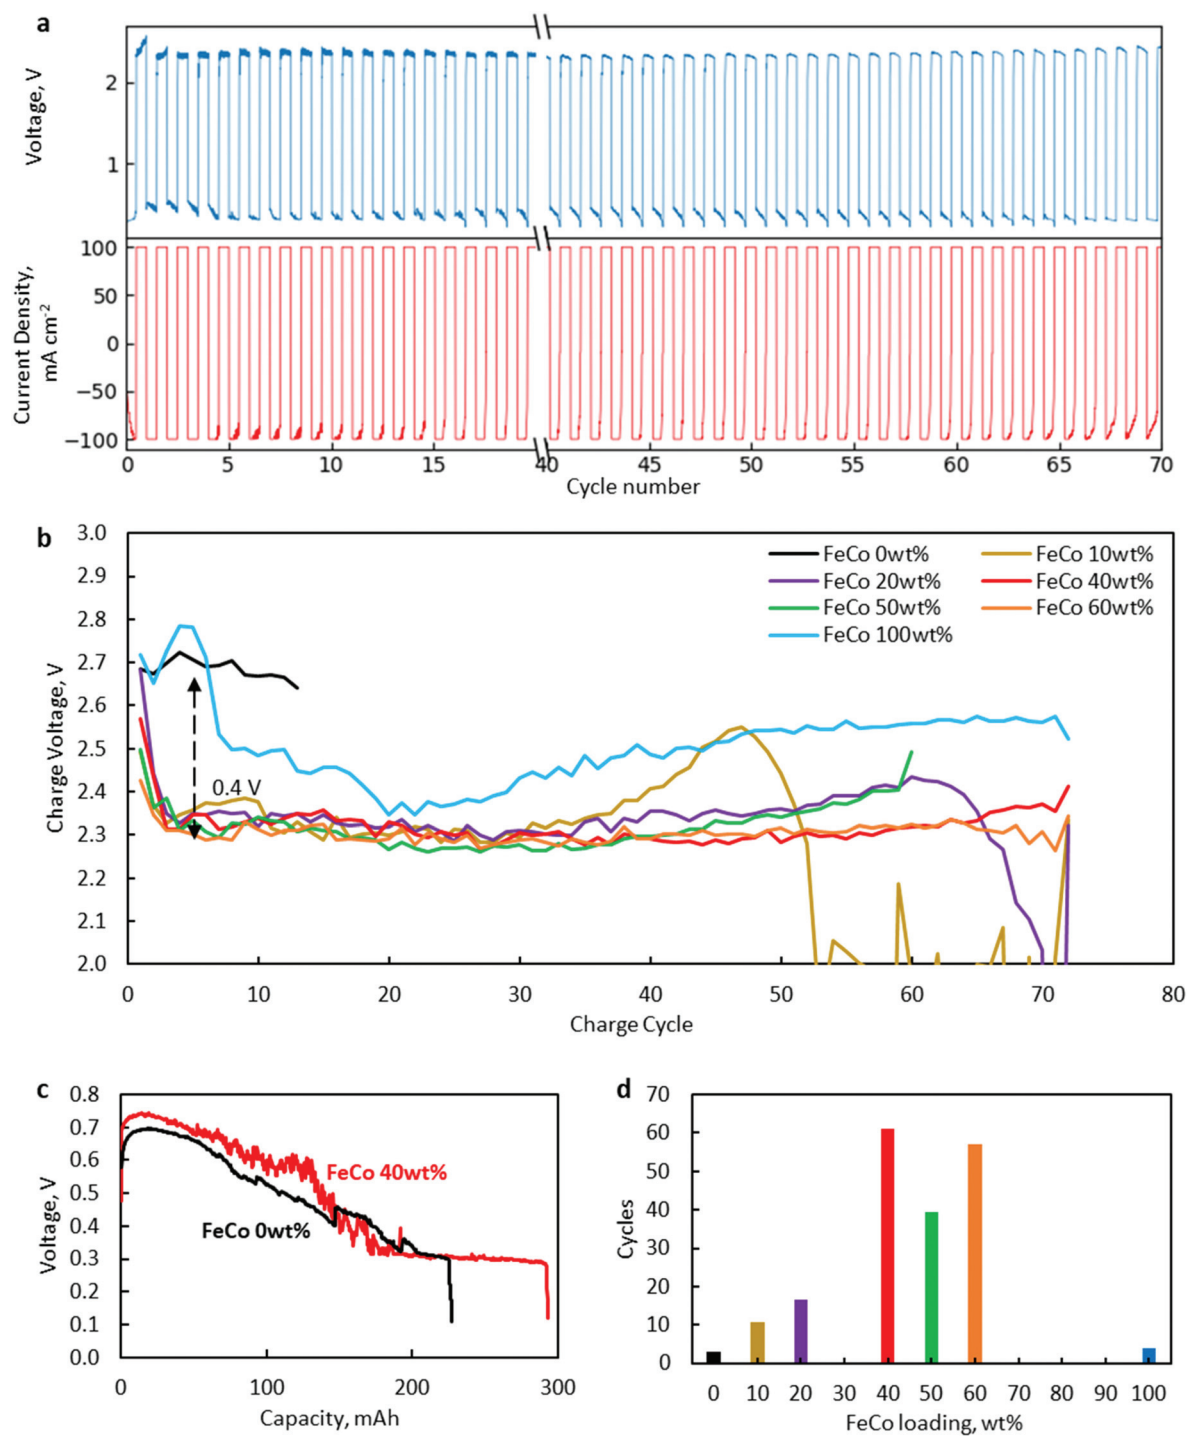 a
Voltage, V
2
1
Current Density,
mA cm⁻²
100
50
0
−50
−100
0 5 10 15 40 45 50 55 60 65 70
Cycle number
b
Charge Voltage, V
3.0
2.9
2.8
2.7
2.6
2.5
2.4
2.3
2.2
2.1
2.0
FeCo 0wt% FeCo 10wt%
FeCo 20wt% FeCo 40wt%
FeCo 50wt% FeCo 60wt%
FeCo 100wt%
0.4 V
0 10 20 30 40 50 60 70 80
Charge Cycle
c
Voltage, V
0.8
0.7
0.6
0.5
0.4
0.3
0.2
0.1
0.0
FeCo 40wt%
FeCo 0wt%
0 100 200 300
Capacity, mAh
d
Cycles
70
60
50
40
30
20
10
0
0 10 20 30 40 50 60 70 80 90 100
FeCo loading, wt%